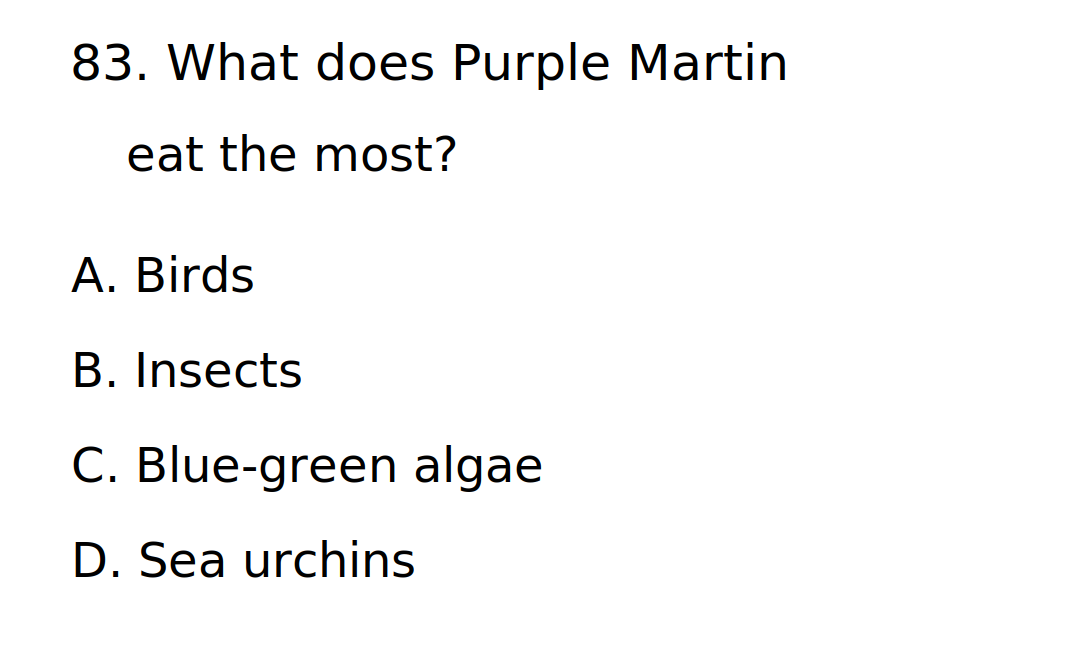 83. What does Purple Martin
eat the most?
A. Birds
B. Insects
C. Blue-green algae
D. Sea urchins